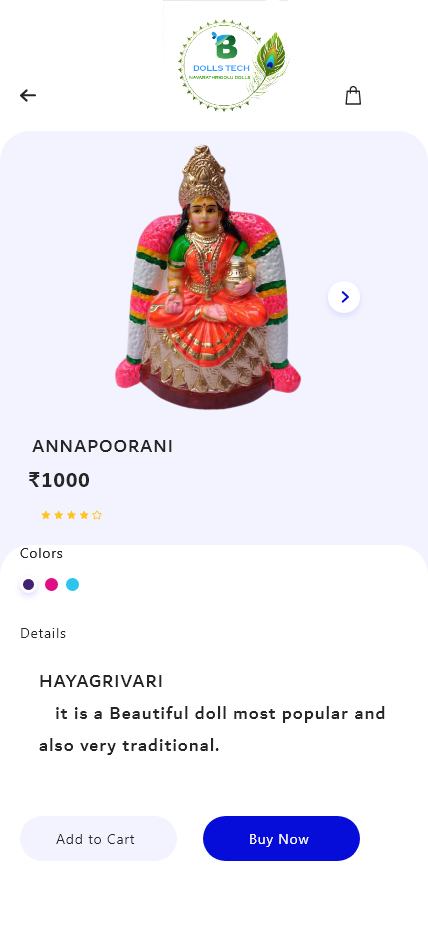 B
DOLLS TECH
NAVARATHRIGOLU DOLLS
ANNAPOORANI
₹1000
Colors
Details
HAYAGRIVARI
it is a Beautiful doll most popular and
also very traditional.
Add to Cart
Buy Now